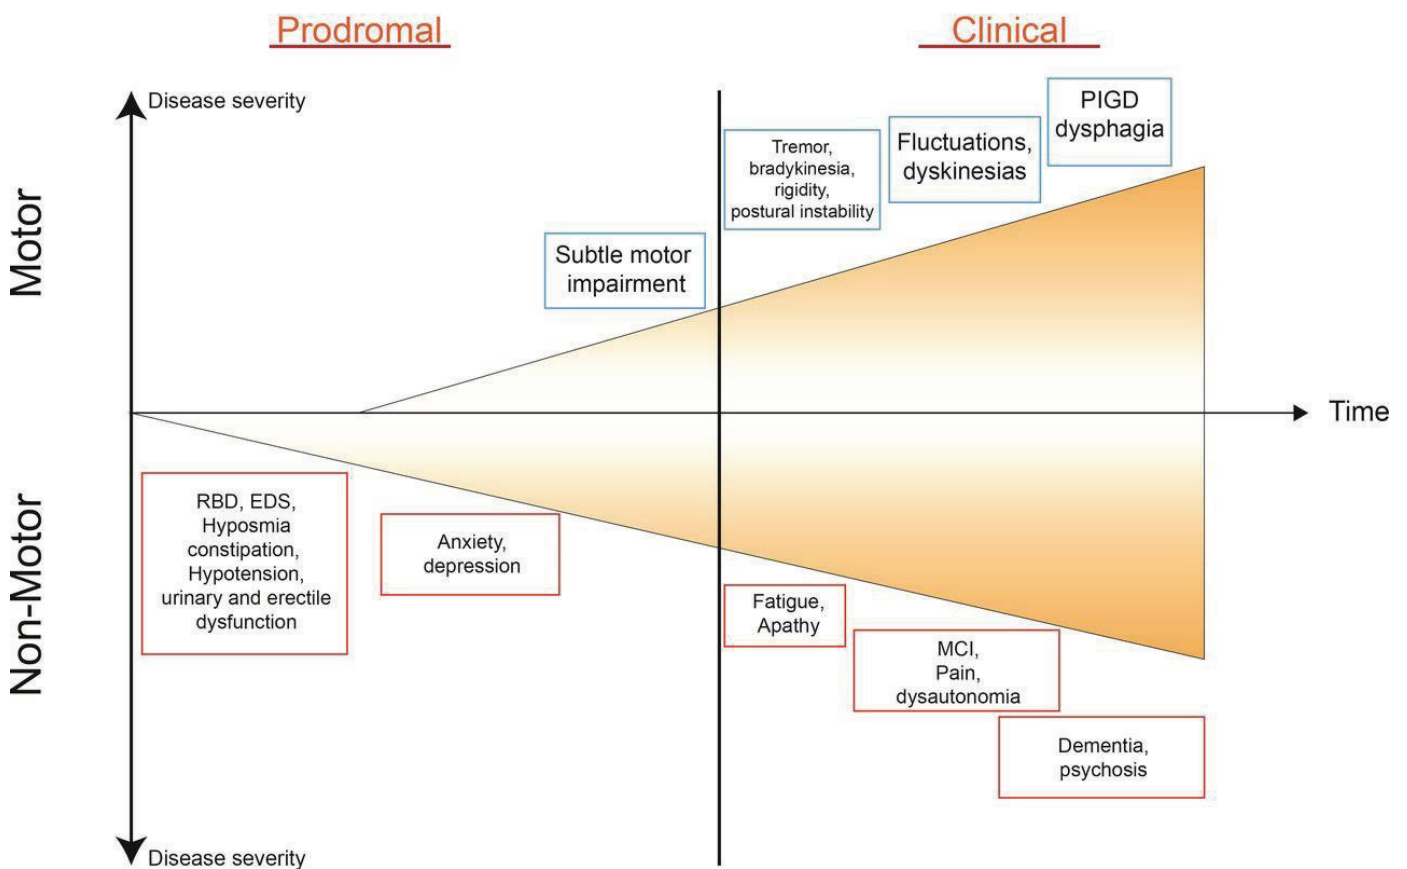 Prodromal
Clinical
Disease severity
Motor
Non-Motor
Subtle motor
impairment
Tremor,
bradykinesia,
rigidity,
postural instability
Fluctuations,
dyskinesias
PIGD
dysphagia
Time
RBD, EDS,
Hyposmia
constipation,
Hypotension,
urinary and erectile
dysfunction
Anxiety,
depression
Fatigue,
Apathy
MCI,
Pain,
dysautonomia
Dementia,
psychosis
Disease severity